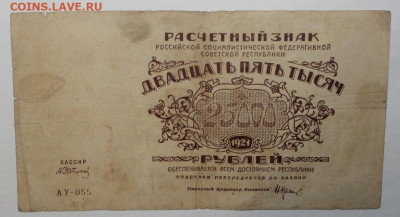 COINS.LAVE.RU
РАСЧЕТНЫЙ ЗНАК
РОССИЙСКОЙ СОЦИАЛИСТИЧЕСКОЙ ФЕДЕРАТИВНОЙ
СОВЕТСКОЙ РЕСПУБЛИКИ
ДВАДЦАТЬ ПЯТЬ ТЫСЯЧ
25000
1921
РУБЛЕЙ
ОБЕСПЕЧИВАЕТСЯ ВСЕМ ДОСТОЯНИЕМ РЕСПУБЛИКИ
ПОДДЕЛКА ПРЕСЛЕДУЕТСЯ ПО ЗАКОНУ
КАССИР
Народный Комиссар Финансов
АУ-055